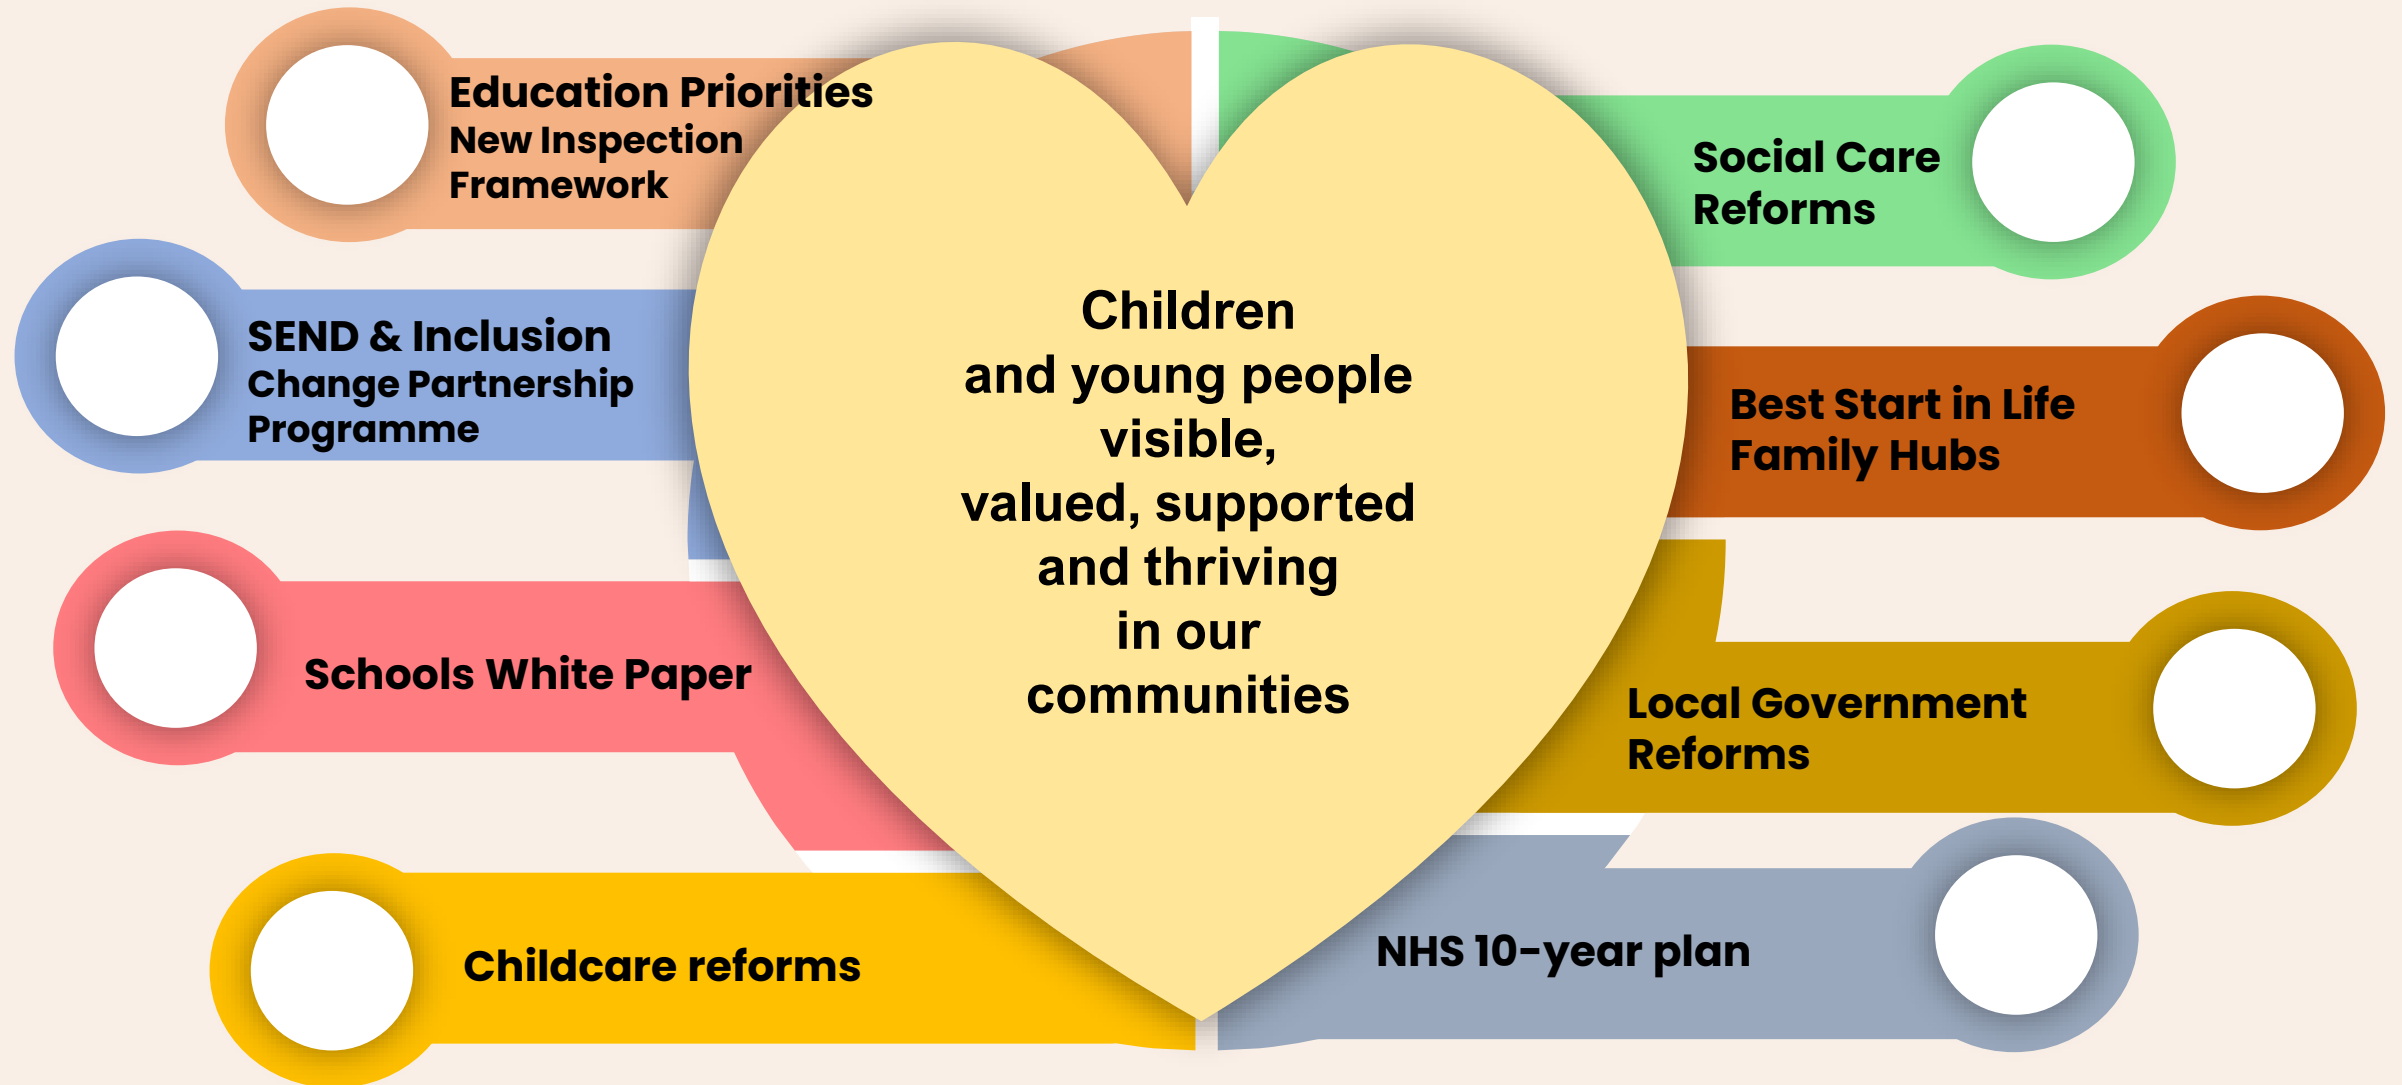 Education Priorities
New Inspection
Framework
SEND & Inclusion
Change Partnership
Programme
Schools White Paper
Childcare reforms
Children
and young people
visible,
valued, supported
and thriving
in our
communities
Social Care
Reforms
Best Start in Life
Family Hubs
Local Government
Reforms
NHS 10-year plan